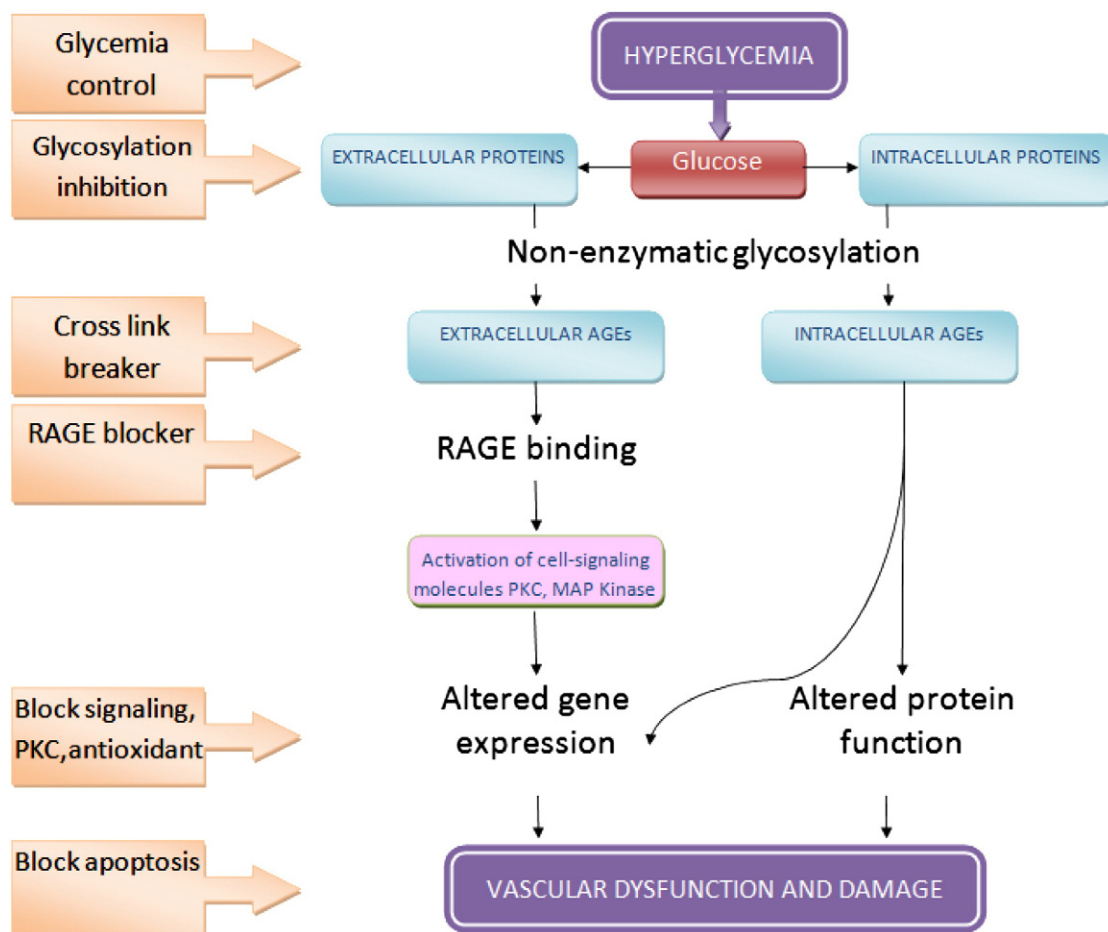 Glycemia
control
HYPERGLYCEMIA
Glycosylation
inhibition
EXTRACELLULAR PROTEINS
Glucose
INTRACELLULAR PROTEINS
Non-enzymatic glycosylation
Cross link
breaker
EXTRACELLULAR AGEs
INTRACELLULAR AGEs
RAGE blocker
RAGE binding
Activation of cell-signaling
molecules PKC, MAP Kinase
Block signaling,
PKC,antioxidant
Altered gene
expression
Altered protein
function
Block apoptosis
VASCULAR DYSFUNCTION AND DAMAGE